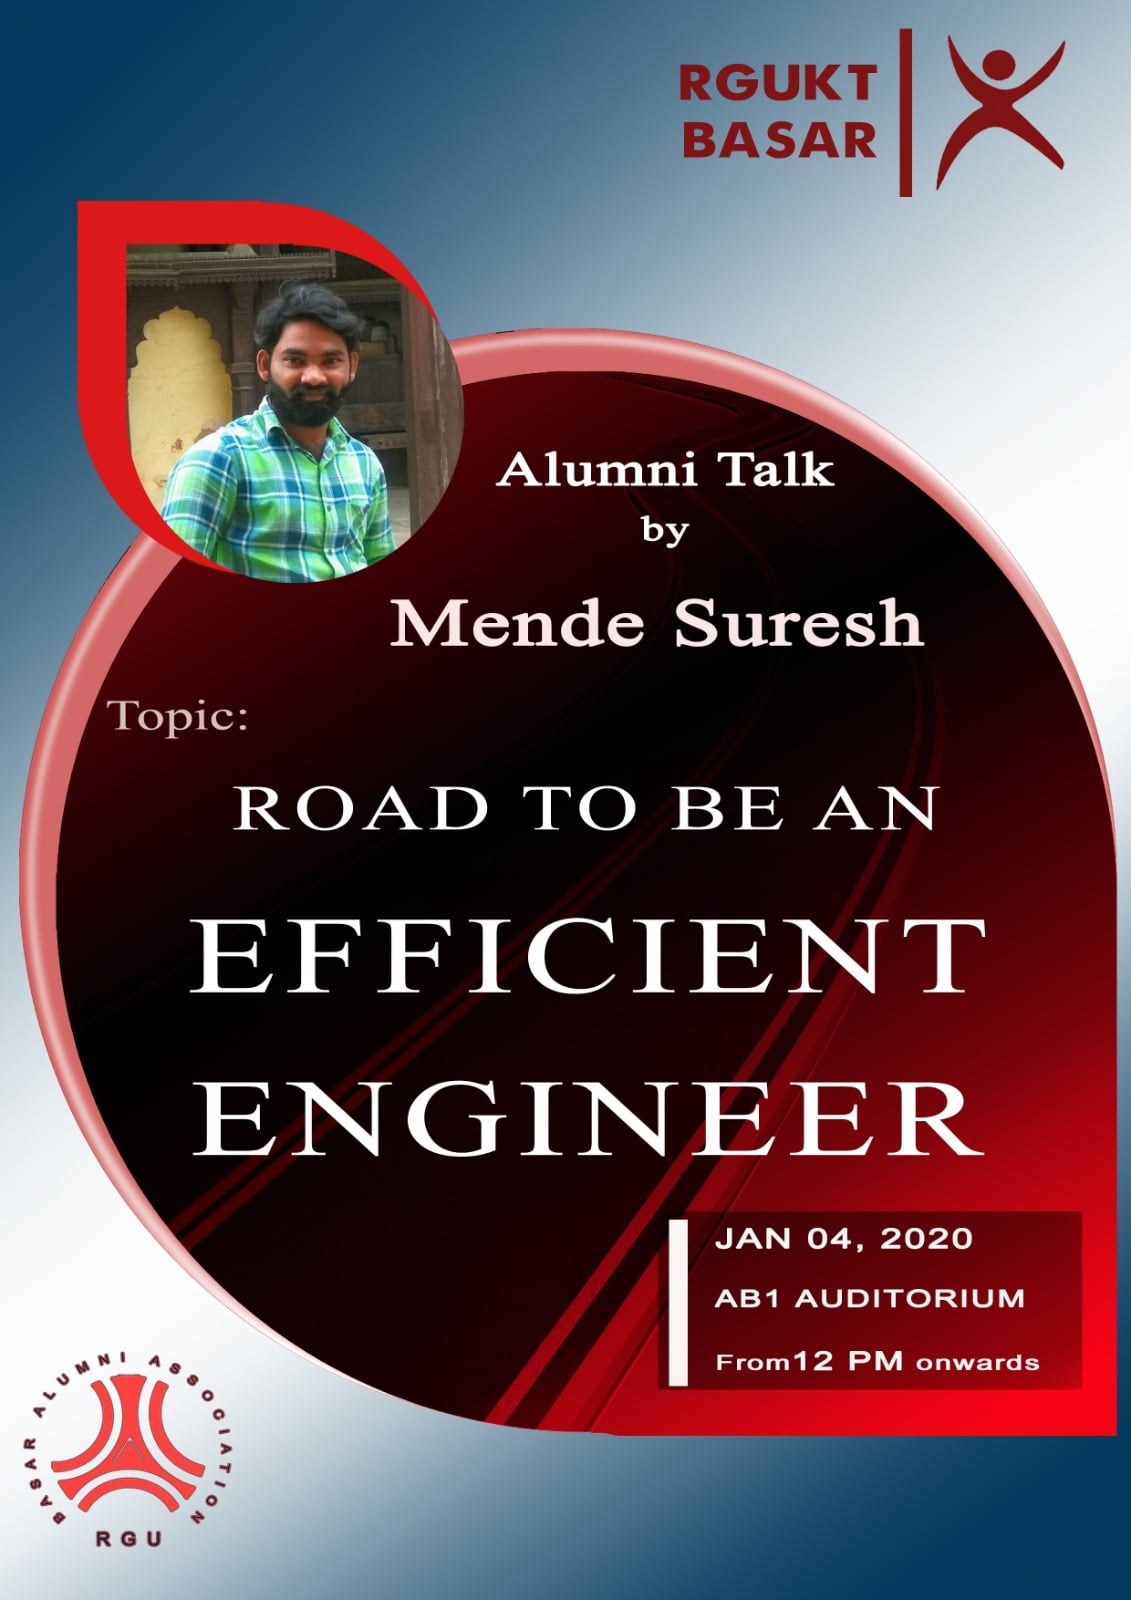 RGUKT
BASAR
Alumni Talk
by
Mende Suresh
Topic:
ROAD TO BE AN
EFFICIENT
ENGINEER
JAN 04, 2020
AB1 AUDITORIUM
From12 PM onwards
BASAR ALUMNI ASSOCIATION
RGU